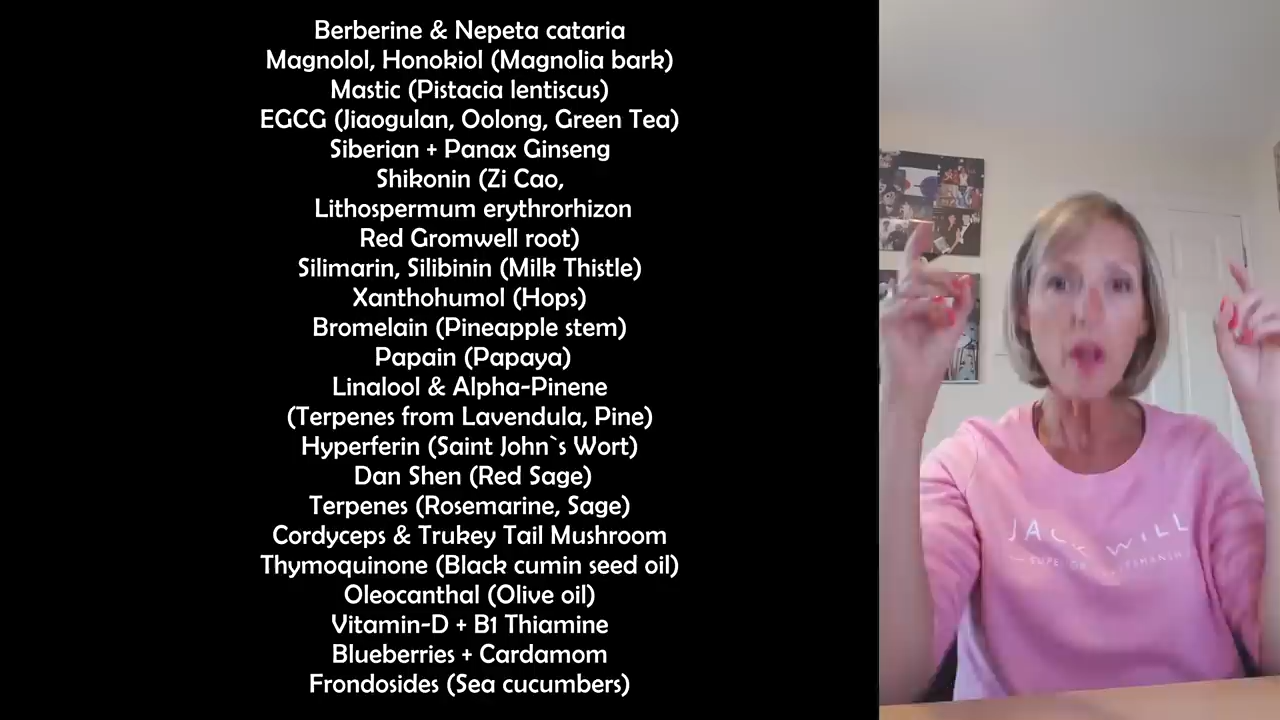 Berberine & Nepeta cataria
Magnolol, Honokiol (Magnolia bark)
Mastic (Pistacia lentiscus)
EGCG (Jiaogulan, Oolong, Green Tea)
Siberian + Panax Ginseng
Shikonin (Zi Cao,
Lithospermum erythrorhizon
Red Gromwell root)
Silimarin, Silibinin (Milk Thistle)
Xanthohumol (Hops)
Bromelain (Pineapple stem)
Papain (Papaya)
Linalool & Alpha-Pinene
(Terpenes from Lavendula, Pine)
Hyperferin (Saint John`s Wort)
Dan Shen (Red Sage)
Terpenes (Rosemarine, Sage)
Cordyceps & Trukey Tail Mushroom
Thymoquinone (Black cumin seed oil)
Oleocanthal (Olive oil)
Vitamin-D + B1 Thiamine
Blueberries + Cardamom
Frondosides (Sea cucumbers)
JACK WILL